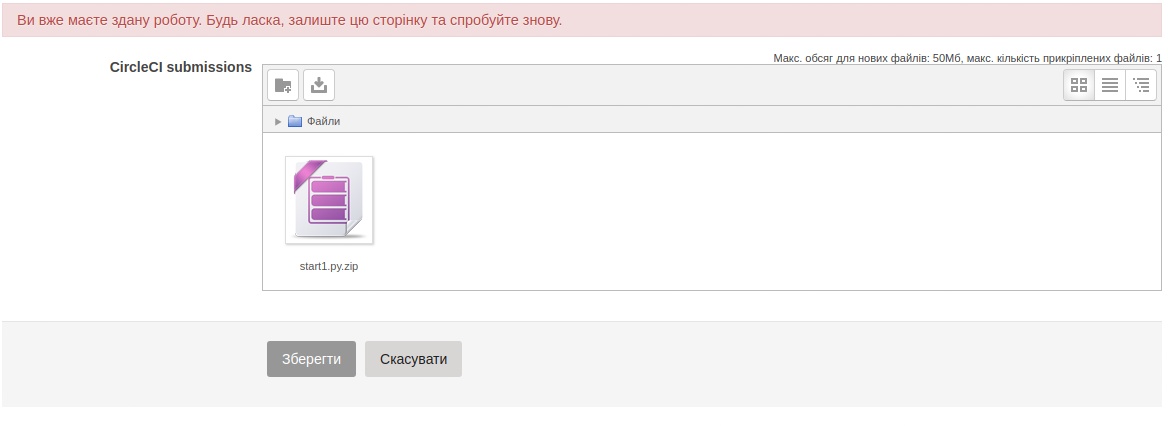 Ви вже маєте здану роботу. Будь ласка, залиште цю сторінку та спробуйте знову.
Макс. обсяг для нових файлів: 50Мб, макс. кількість прикріплених файлів: 1
CircleCI submissions
Файли
start1.py.zip
Зберегти Скасувати